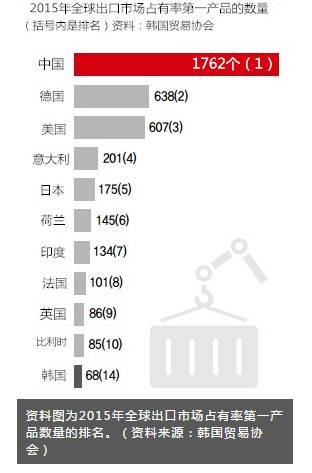 2015年全球出口市场占有率第一产品的数量
（括号内是排名）资料：韩国贸易协会
中国 1762个（1）
德国 638(2)
美国 607(3)
意大利 201(4)
日本 175(5)
荷兰 145(6)
印度 134(7)
法国 101(8)
英国 86(9)
比利时 85(10)
韩国 68(14)
资料图为2015年全球出口市场占有率第一产
品数量的排名。（资料来源：韩国贸易协
会）